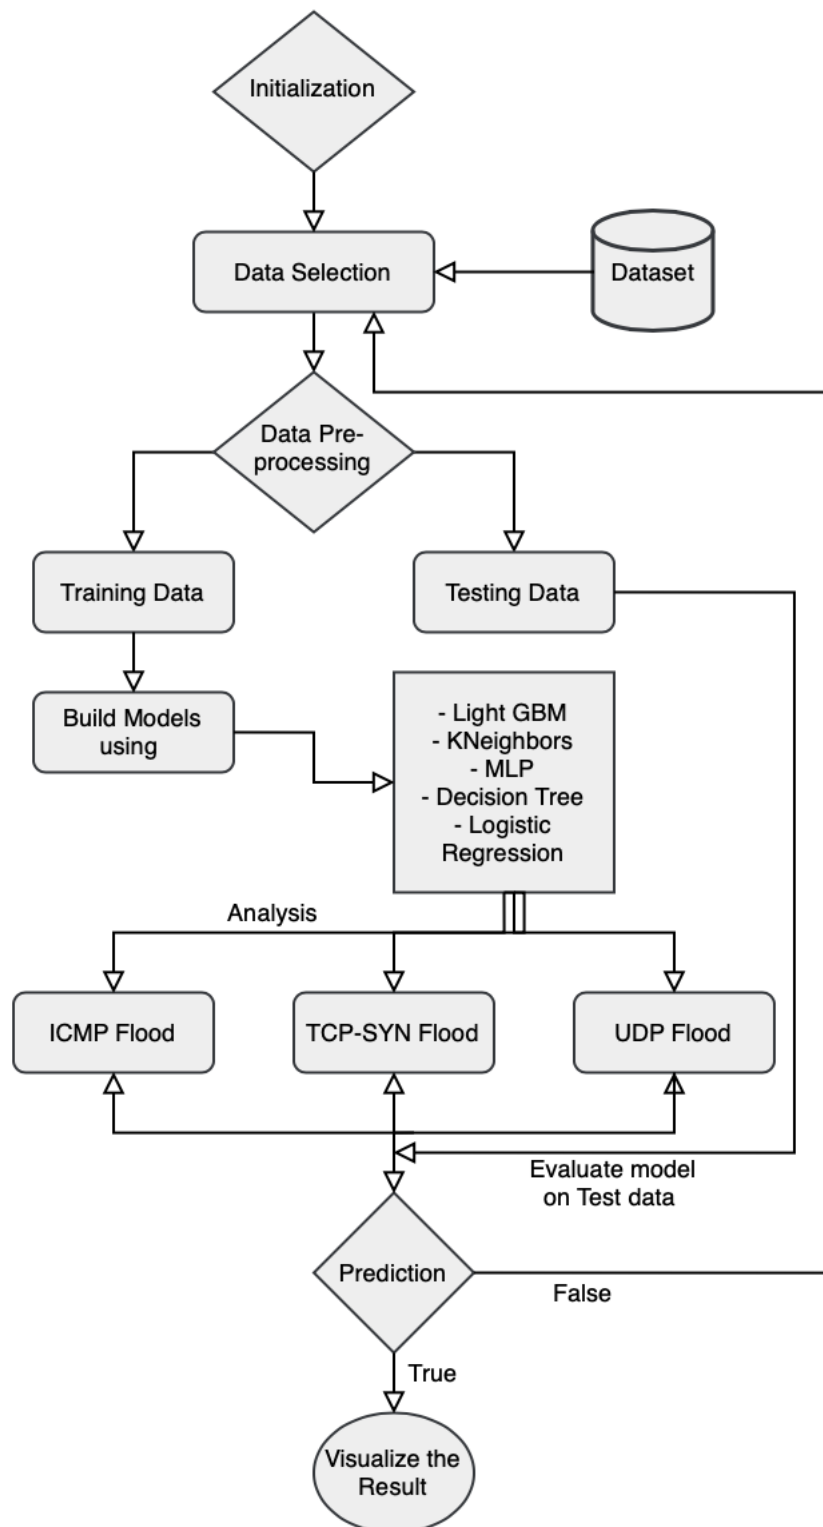 Initialization
Data Selection
Dataset
Data Pre-
processing
Training Data
Testing Data
Build Models
using
- Light GBM
- KNeighbors
- MLP
- Decision Tree
- Logistic
Regression
Analysis
ICMP Flood
TCP-SYN Flood
UDP Flood
Evaluate model
on Test data
Prediction
False
True
Visualize the
Result